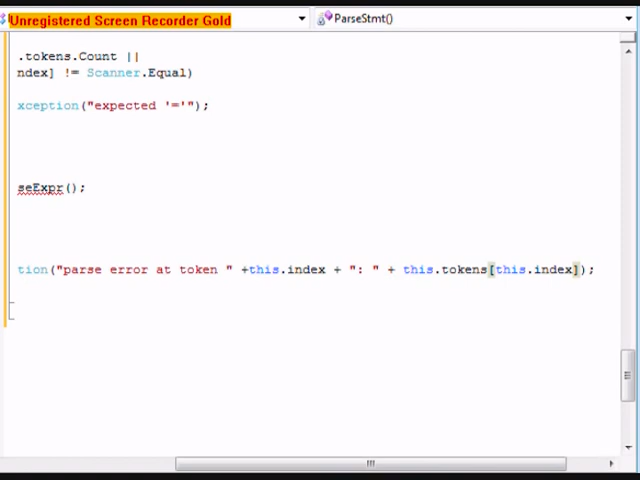 Unregistered Screen Recorder Gold
ParseStmt()
.tokens.Count ||
ndex] != Scanner.Equal)
xception("expected '='");
seExpr();
tion("parse error at token " +this.index + ": " + this.tokens[this.index]);